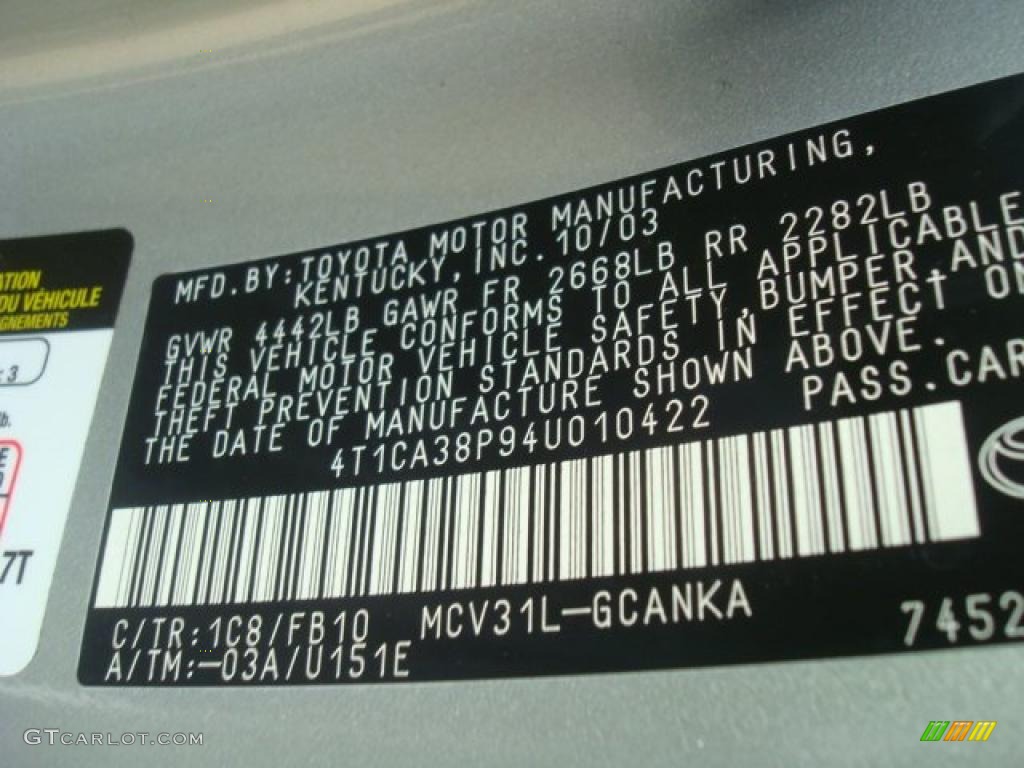 ATION
DU VÉHICULE
GNEMENTS
3
lb.
E
7T
MFD.BY:TOYOTA MOTOR MANUFACTURING,
KENTUCKY,INC.10/03
GVWR 4442LB GAWR FR 2668LB RR 2282LB
THIS VEHICLE CONFORMS TO ALL APPLICABLE
FEDERAL MOTOR VEHICLE SAFETY,BUMPER,AND
THEFT PREVENTION STANDARDS IN EFFECT ON
THE DATE OF MANUFACTURE SHOWN ABOVE.
4T1CA38P94U010422 PASS.CAR
C/TR:1C8/FB10 MCV31L-GCANKA 7452
A/TM:-03A/U151E
GTCARLOT.COM